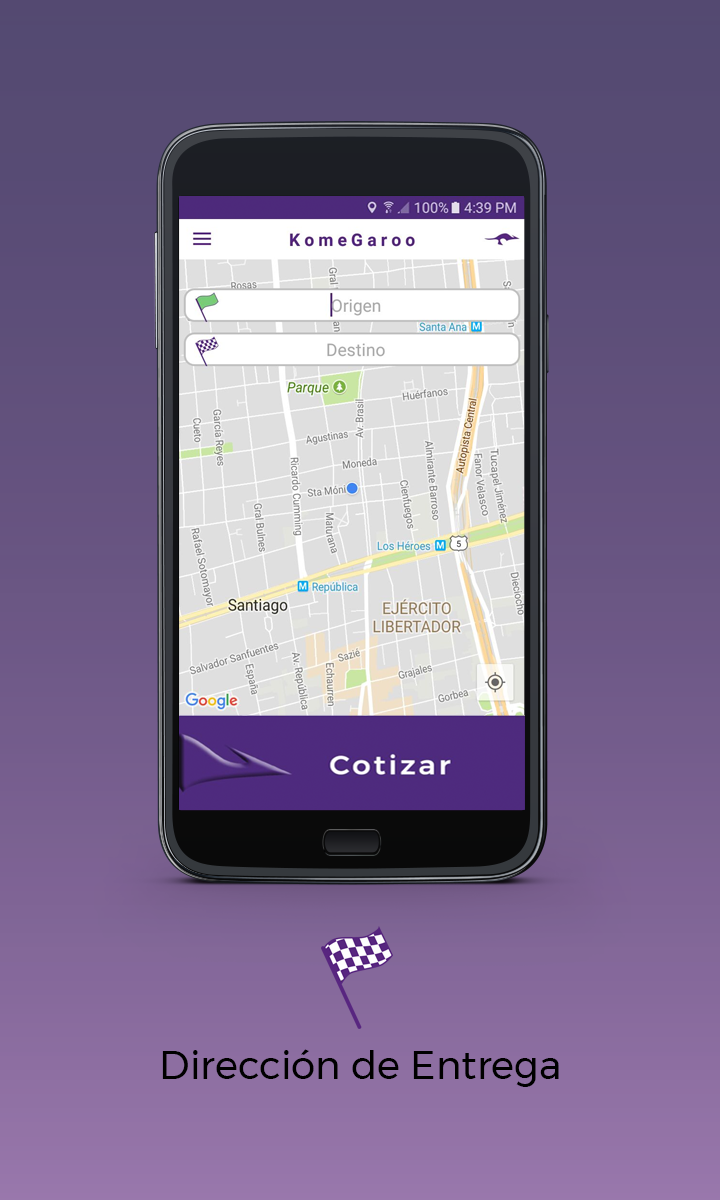 100% 4:39 PM
KomeGaroo
Rosas
Gral
Origen
Santa Ana M
Destino
Parque
Huérfanos
Cueto
García Reyes
Av. Brasil
Agustinas
Autopista Central
Moneda
Ricardo Cumming
Almirante Barroso
Tucapel Jiménez
Fanor Velasco
Sta Móni
Cienfuegos
Gral Bulnes
Maturana
Rafael Sotomayor
Los Héroes M 5
M República
Dieciocho
Santiago
EJÉRCITO
LIBERTADOR
Salvador Sanfuentes
Sazié
España
Av. República
Echaurren
Grajales
Gorbea
Google
Cotizar
Dirección de Entrega